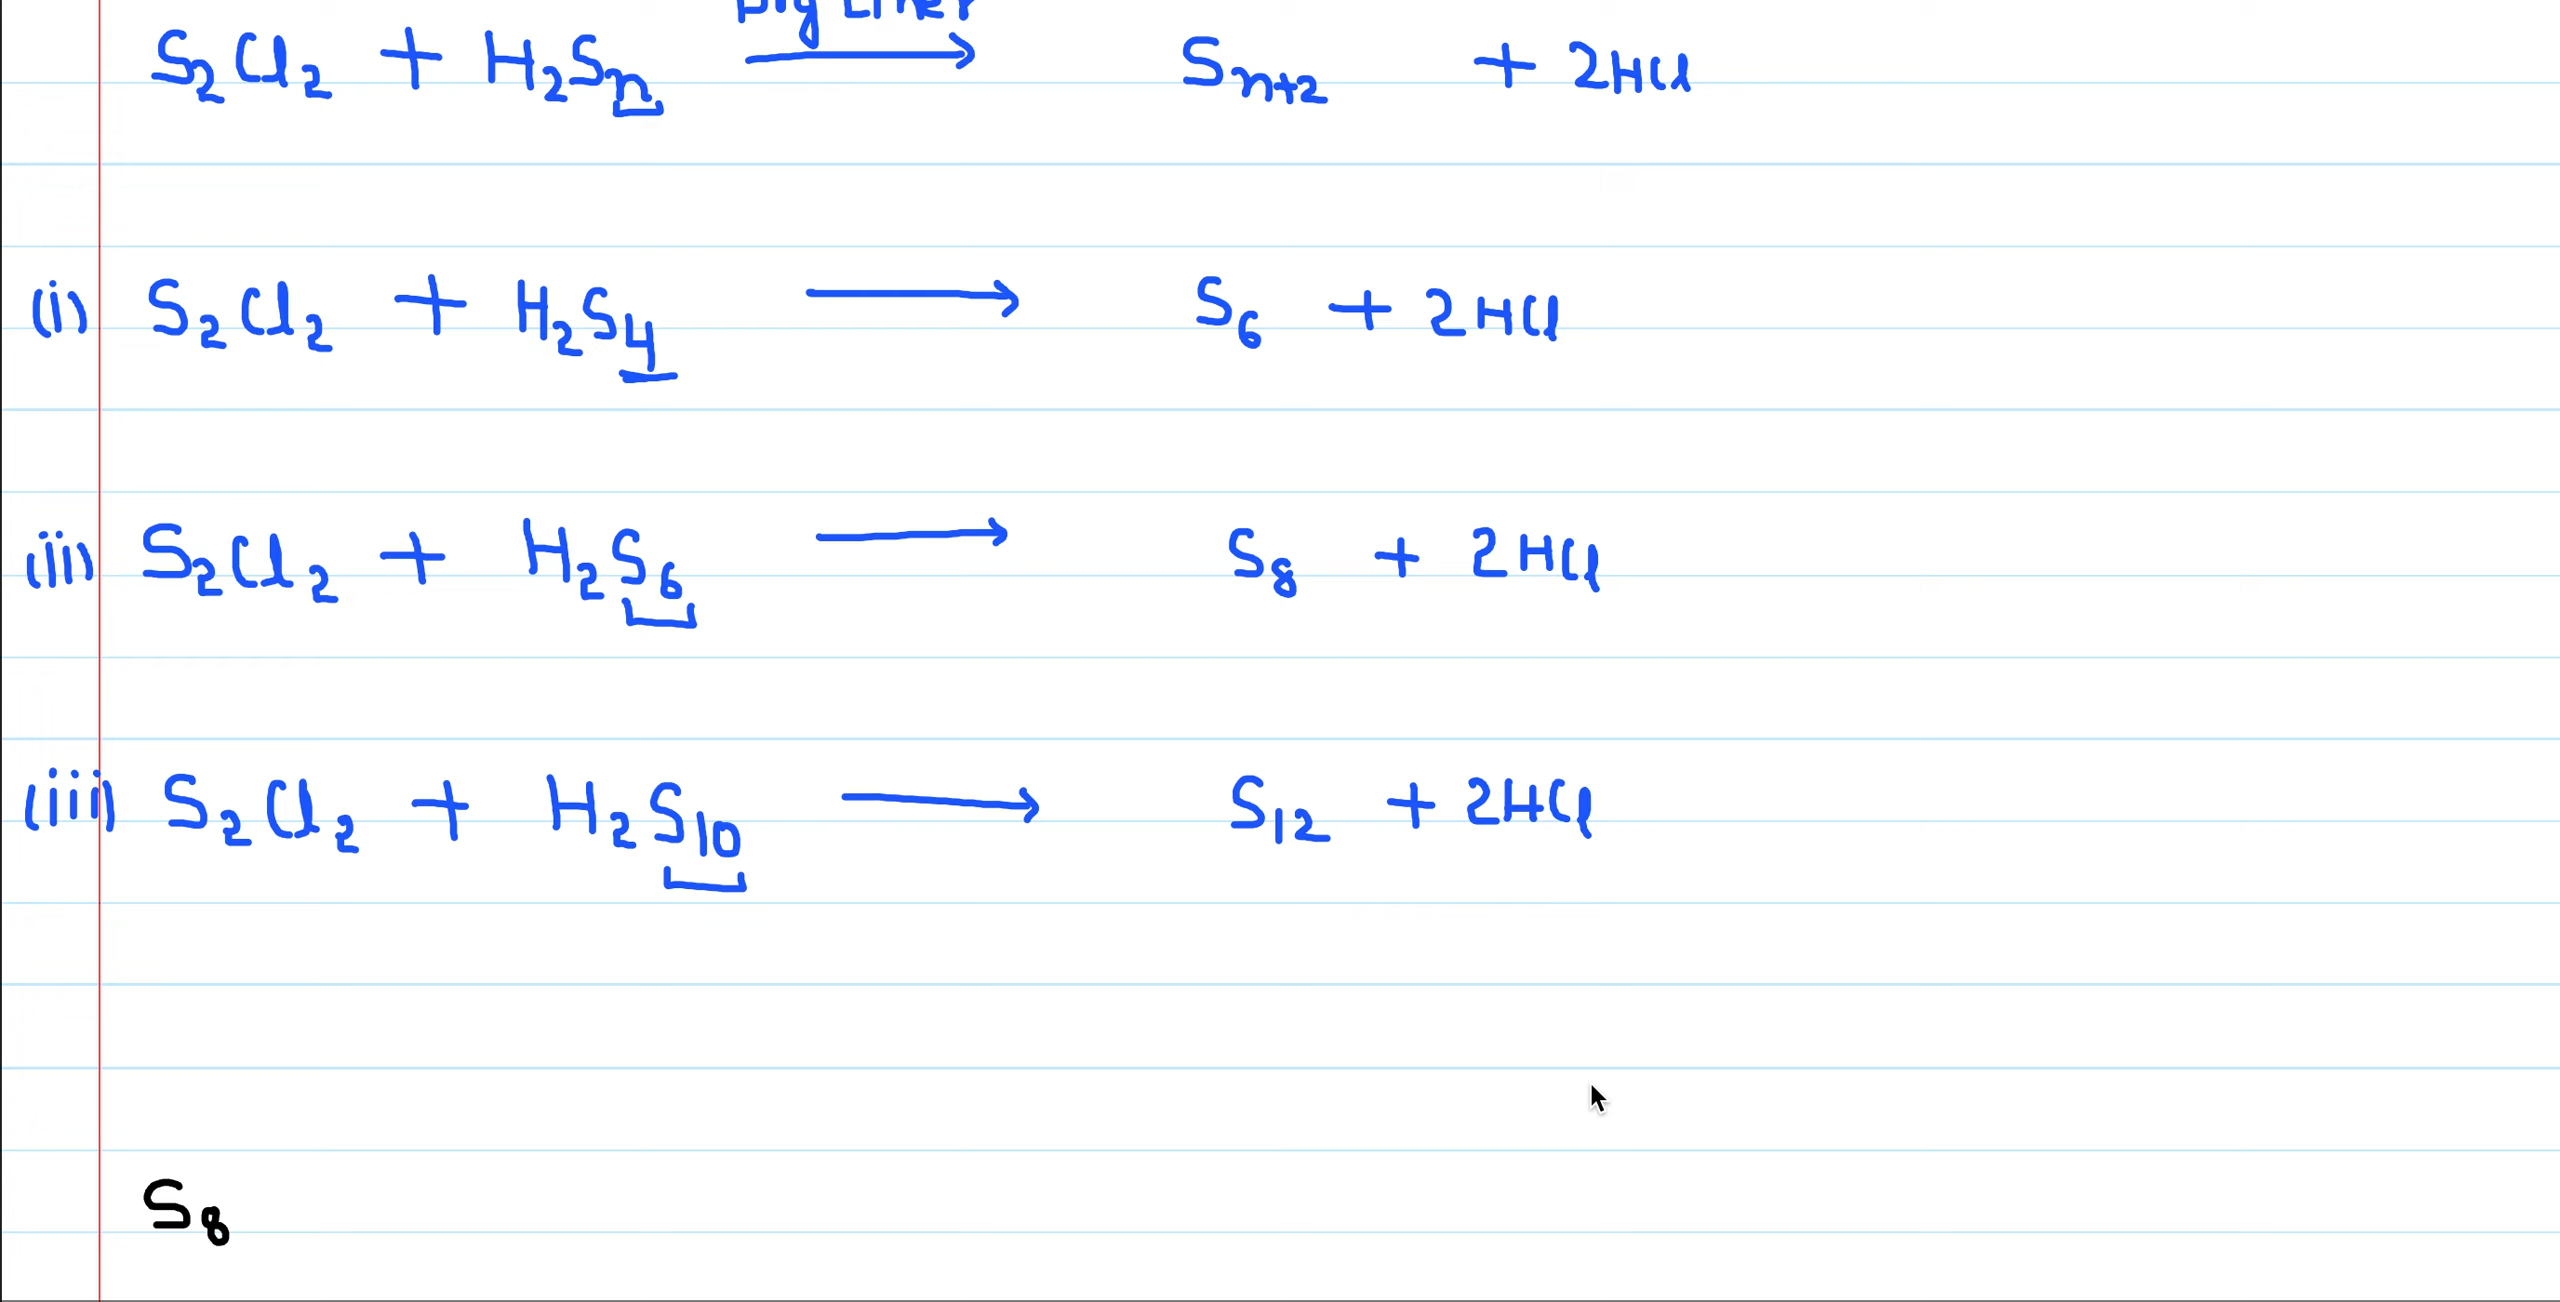 S₂Cl₂ + H₂Sₙ ⟶ Sₙ₊₂ + 2HCl
(i) S₂Cl₂ + H₂S₄ ⟶ S₆ + 2HCl
(ii) S₂Cl₂ + H₂S₆ ⟶ S₈ + 2HCl
(iii) S₂Cl₂ + H₂S₁₀ ⟶ S₁₂ + 2HCl
S₈